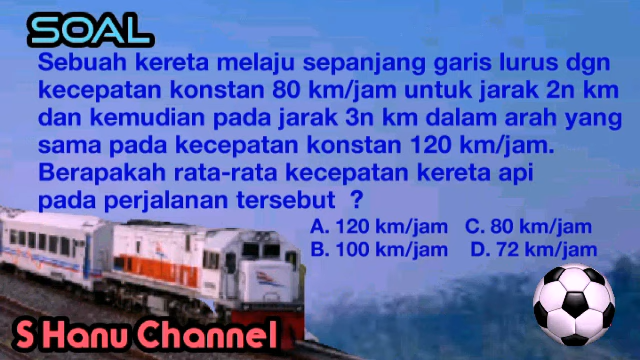 SOAL
Sebuah kereta melaju sepanjang garis lurus dgn
kecepatan konstan 80 km/jam untuk jarak 2n km
dan kemudian pada jarak 3n km dalam arah yang
sama pada kecepatan konstan 120 km/jam.
Berapakah rata-rata kecepatan kereta api
pada perjalanan tersebut ?
A. 120 km/jam C. 80 km/jam
B. 100 km/jam D. 72 km/jam
S Hanu Channel